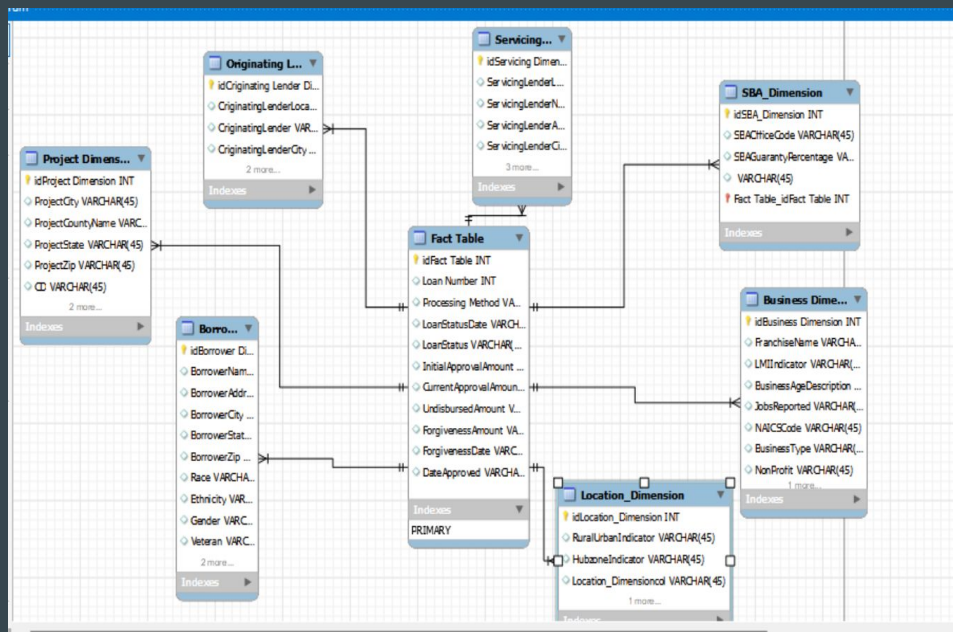 Originating L...
idCriginating Lender Di...
CriginatingLenderLoca...
CriginatingLender VAR...
CriginatingLenderCity ...
2 more...
Indexes
Servicing...
idServicing Dimen...
ServicingLenderL...
ServicingLenderN...
ServicingLenderA...
ServicingLenderCi...
3 more...
Indexes
SBA_Dimension
idSBA_Dimension INT
SBAOfficeCode VARCHAR(45)
SBAGuarantyPercentage VA...
VARCHAR(45)
Fact Table_idFact Table INT
Indexes
Project Dimens...
idProject Dimension INT
ProjectCity VARCHAR(45)
ProjectCountyName VARC...
ProjectState VARCHAR(45)
ProjectZip VARCHAR(45)
CD VARCHAR(45)
2 more...
Indexes
Fact Table
idFact Table INT
Loan Number INT
Processing Method VA...
LoanStatusDate VARCH...
LoanStatus VARCHAR(...
InitialApprovalAmount ...
CurrentApprovalAmoun...
UndisbursedAmount V...
ForgivenessAmount VA...
ForgivenessDate VARC...
DateApproved VARCHA...
Indexes
PRIMARY
Borro...
idBorrower Di...
BorrowerNam...
BorrowerAddr...
BorrowerCity ...
BorrowerStat...
BorrowerZip ...
Race VARCHA...
Ethnicity VAR...
Gender VARC...
Veteran VARC...
2 more...
Indexes
Business Dime...
idBusiness Dimension INT
FranchiseName VARCHA...
LMIIndicator VARCHAR(...
BusinessAgeDescription ...
JobsReported VARCHAR(...
NAICSCode VARCHAR(45)
BusinessType VARCHAR(...
NonProfit VARCHAR(45)
1 more...
Indexes
Location_Dimension
idLocation_Dimension INT
RuralUrbanIndicator VARCHAR(45)
HubzoneIndicator VARCHAR(45)
Location_Dimensioncol VARCHAR(45)
1 more...
Indexes